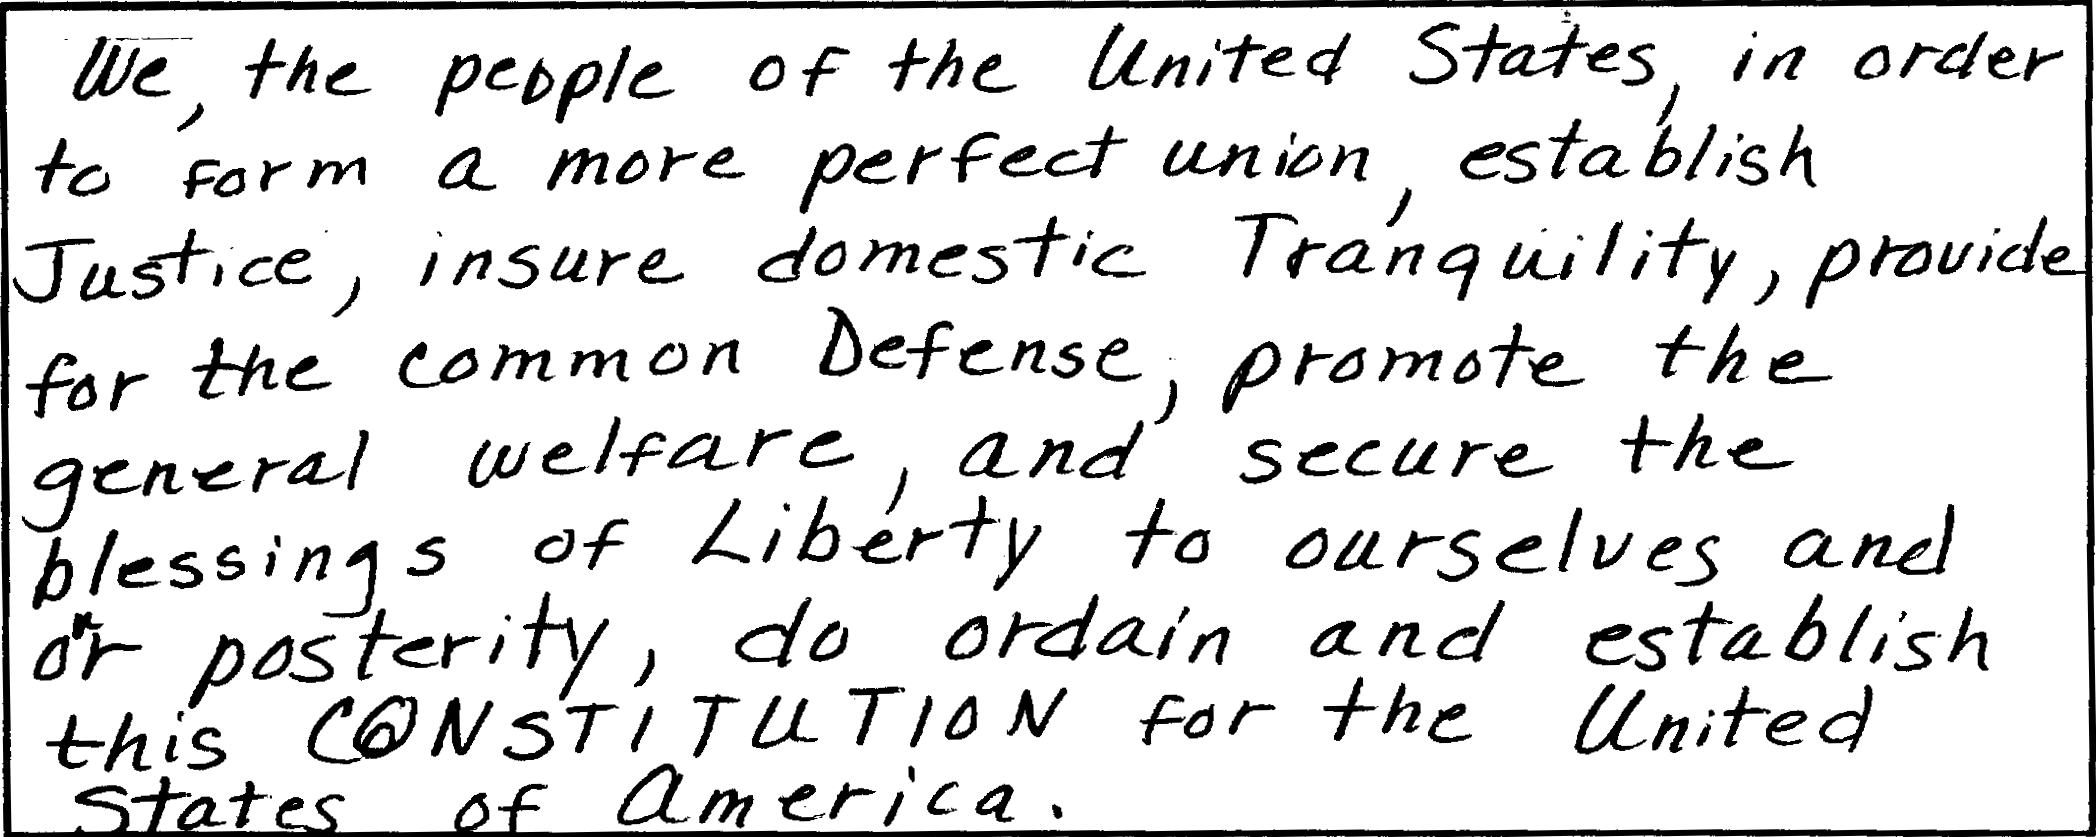 We, the people of the United States, in order
to form a more perfect union, establish
Justice, insure domestic Tranquility, provide
for the common Defense, promote the
general welfare, and secure the
blessings of Liberty to ourselves and
our posterity, do ordain and establish
this CONSTITUTION for the United
States of America.